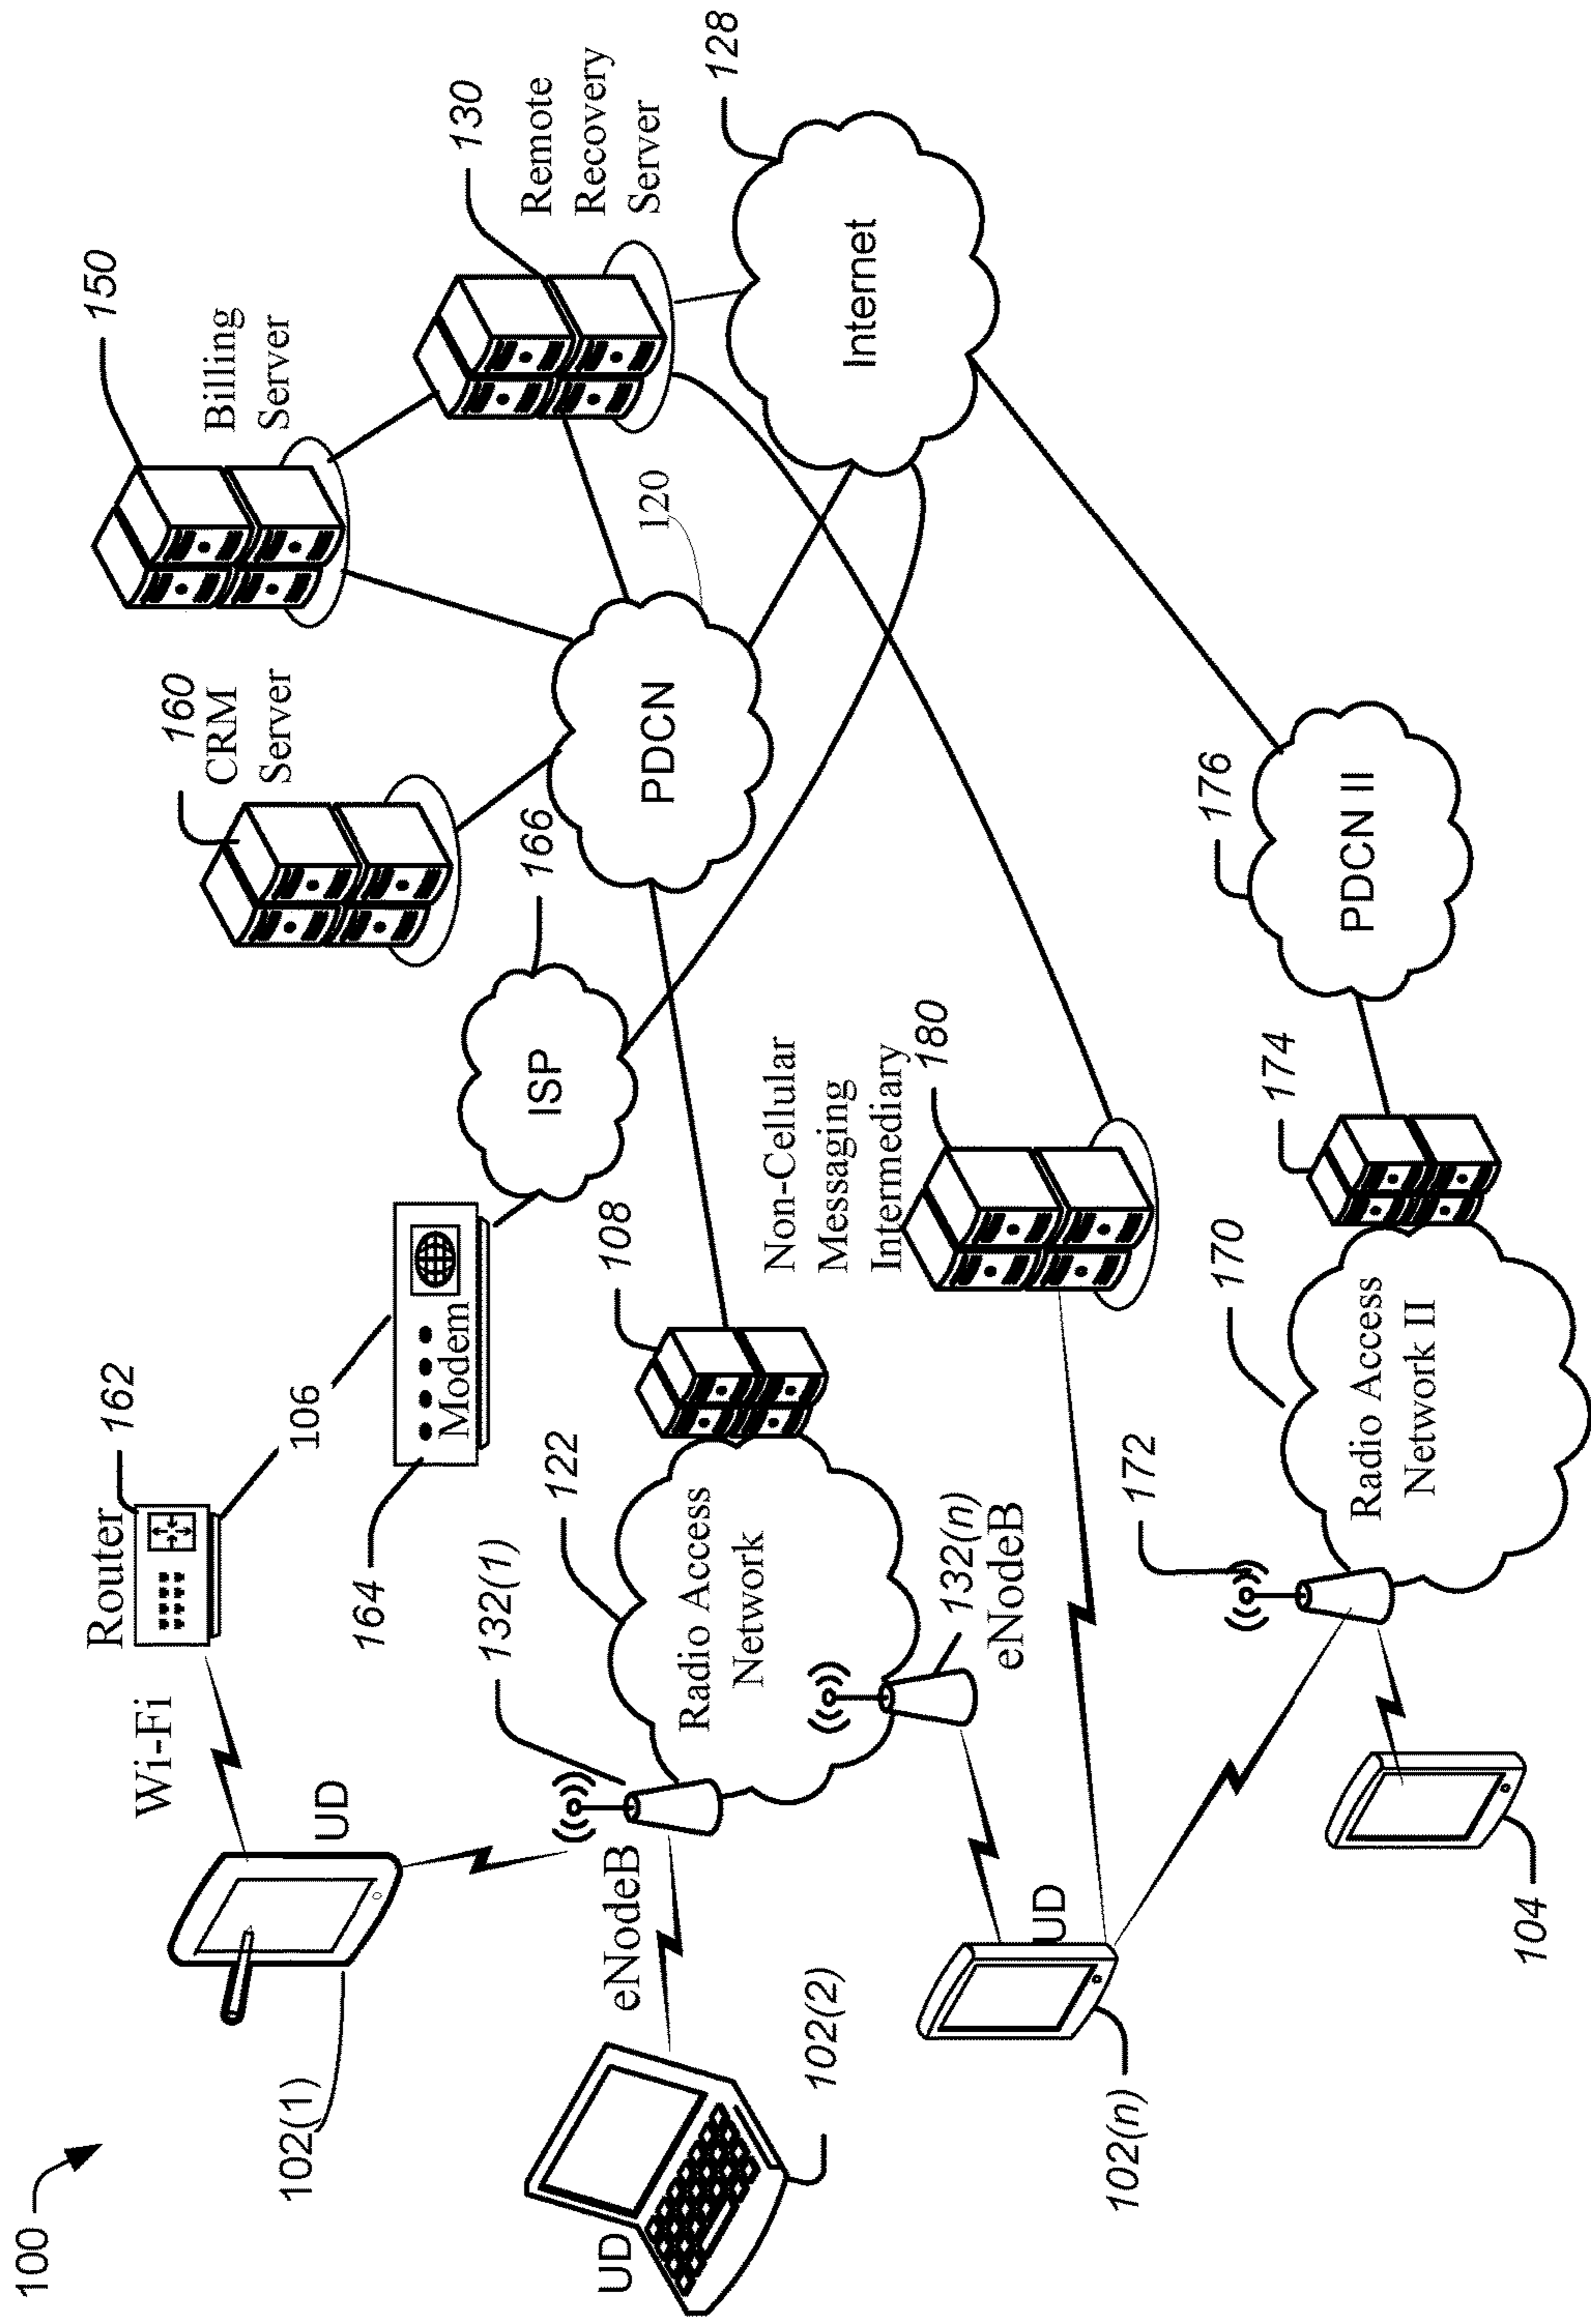 100
102(1)
UD
Wi-Fi
Router
162
106
164
Modem
ISP
166
160
CRM
Server
150
Billing
Server
130
Remote
Recovery
Server
128
Internet
120
PDCN
108
122
Radio Access
Network
132(1)
eNodeB
UD
102(2)
132(n)
eNodeB
UD
102(n)
Non-Cellular
Messaging
Intermediary
180
172
170
Radio Access
Network II
174
176
PDCN II
104